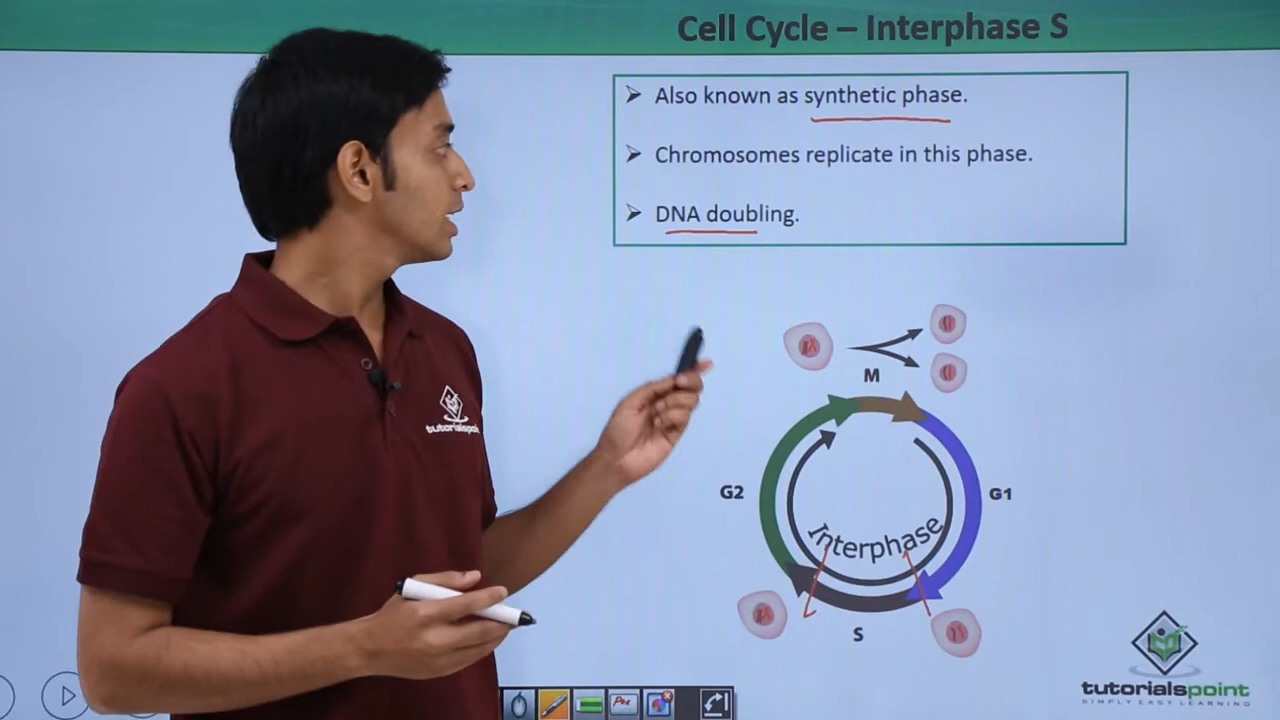 Cell Cycle – Interphase S
➢ Also known as synthetic phase.
➢ Chromosomes replicate in this phase.
➢ DNA doubling.
M
G2
G1
Interphase
S
tutorialspoint
SIMPLY EASY LEARNING